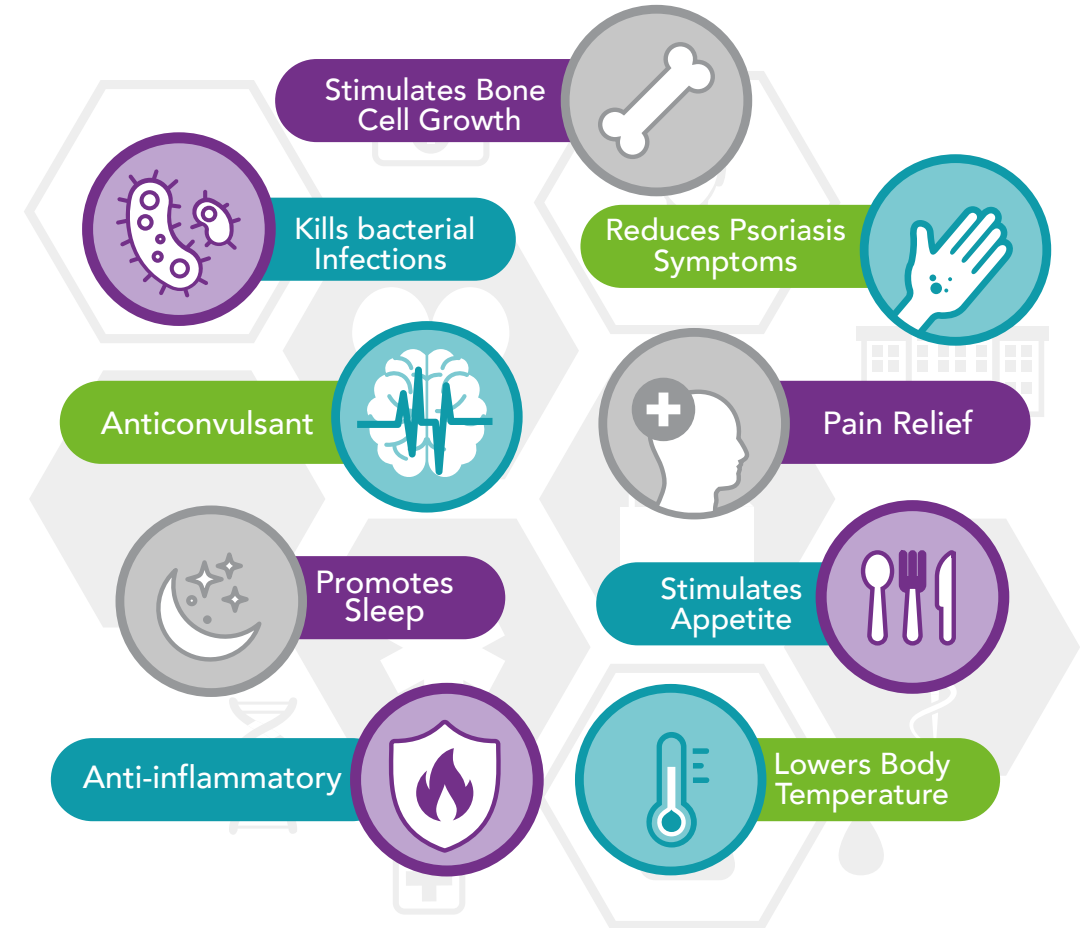 Stimulates Bone
Cell Growth
Kills bacterial
Infections
Reduces Psoriasis
Symptoms
Anticonvulsant
Pain Relief
Promotes
Sleep
Stimulates
Appetite
Anti-inflammatory
Lowers Body
Temperature